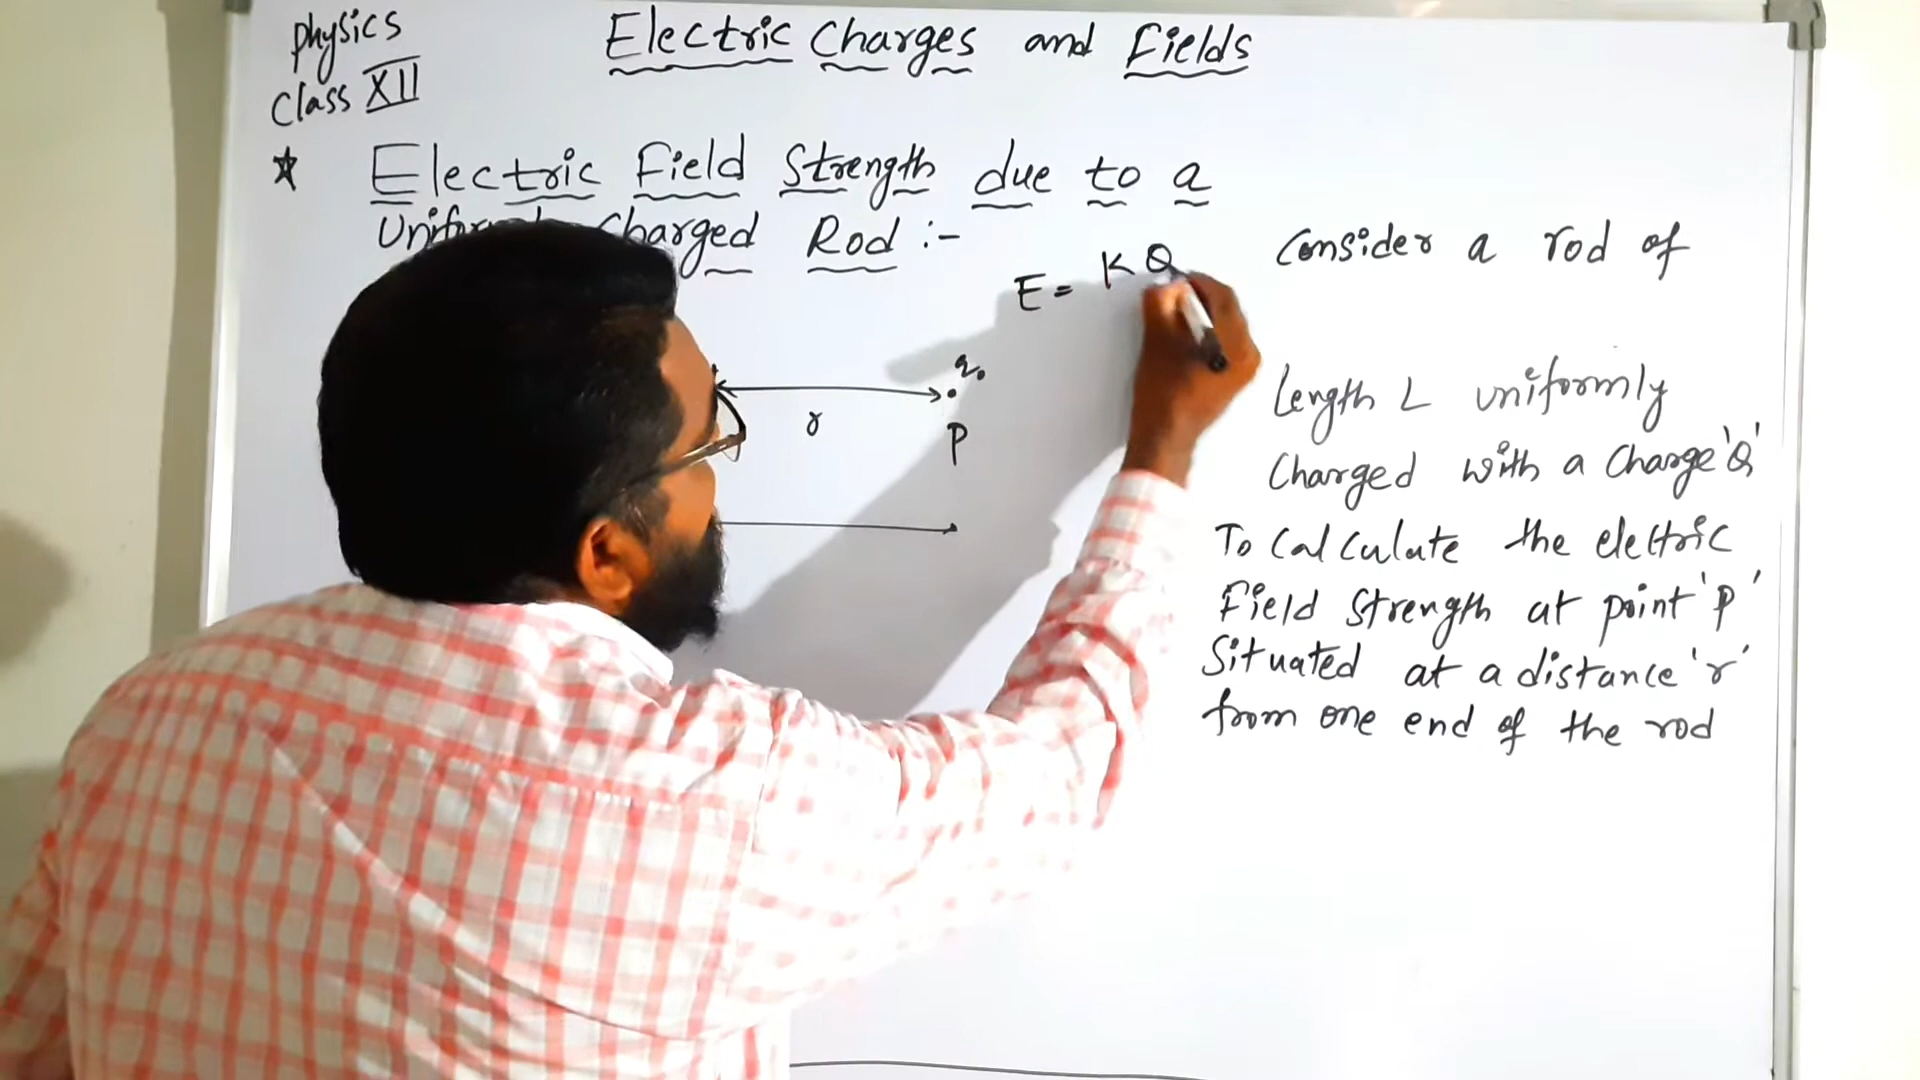 Physics
Class XII
Electric Charges and Fields
☆ Electric Field Strength due to a
Charged Rod :-
E = KQ
r
q₀
P
Consider a rod of
Length L uniformly
Charged with a Charge 'Q'
To Calculate the electric
Field Strength at point 'P'
Situated at a distance 'r'
from one end of the rod